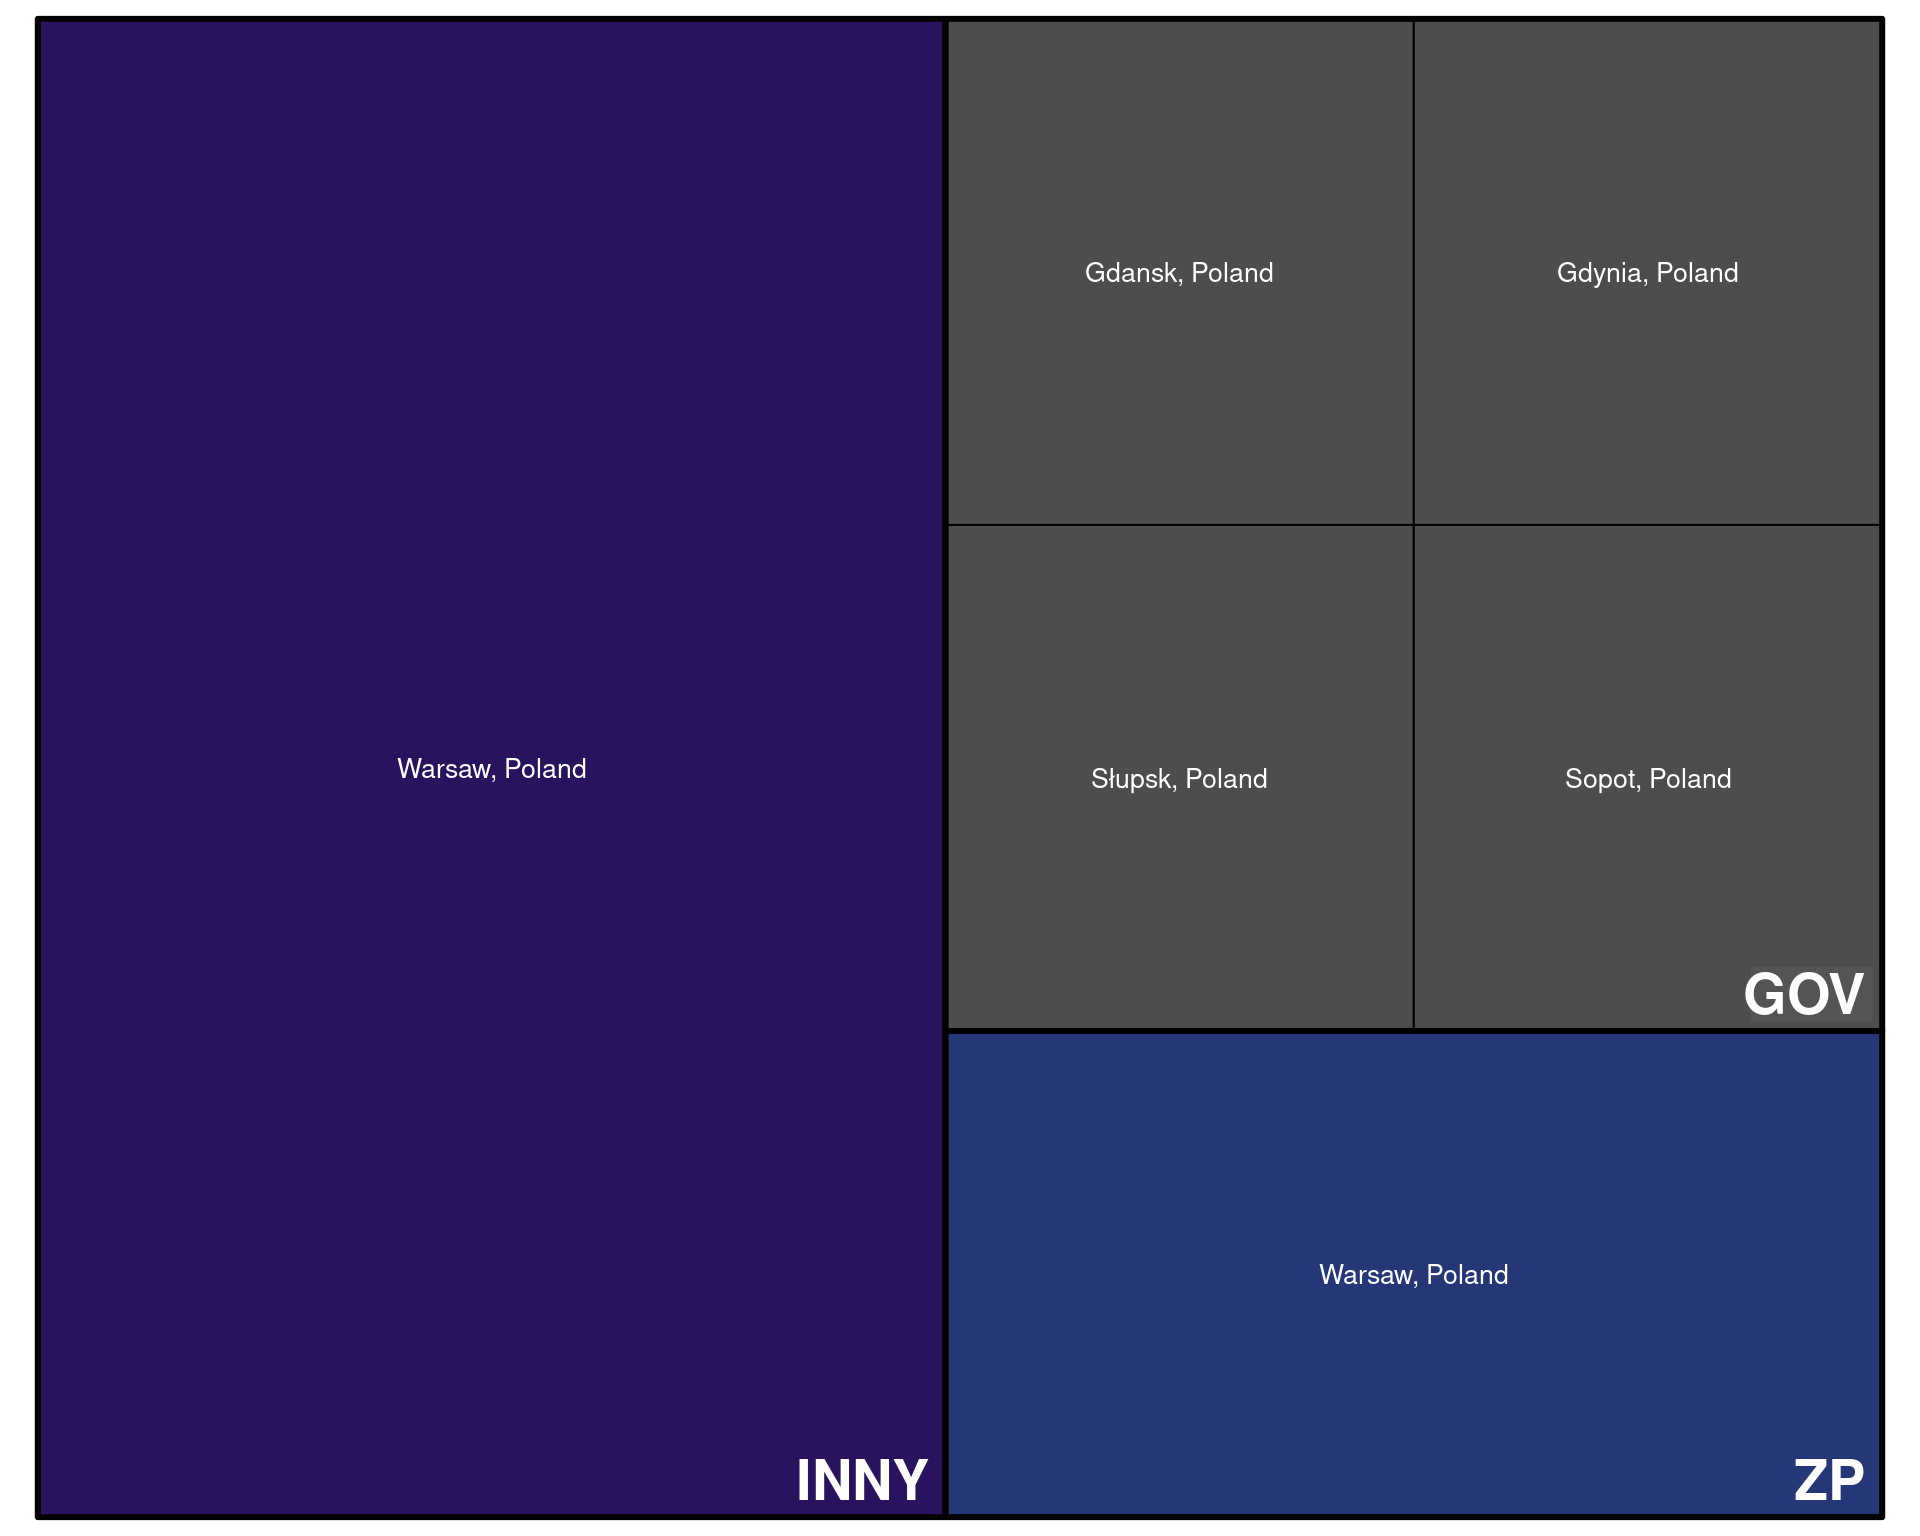 Warsaw, Poland
INNY
Gdansk, Poland
Gdynia, Poland
Słupsk, Poland
Sopot, Poland
GOV
Warsaw, Poland
ZP